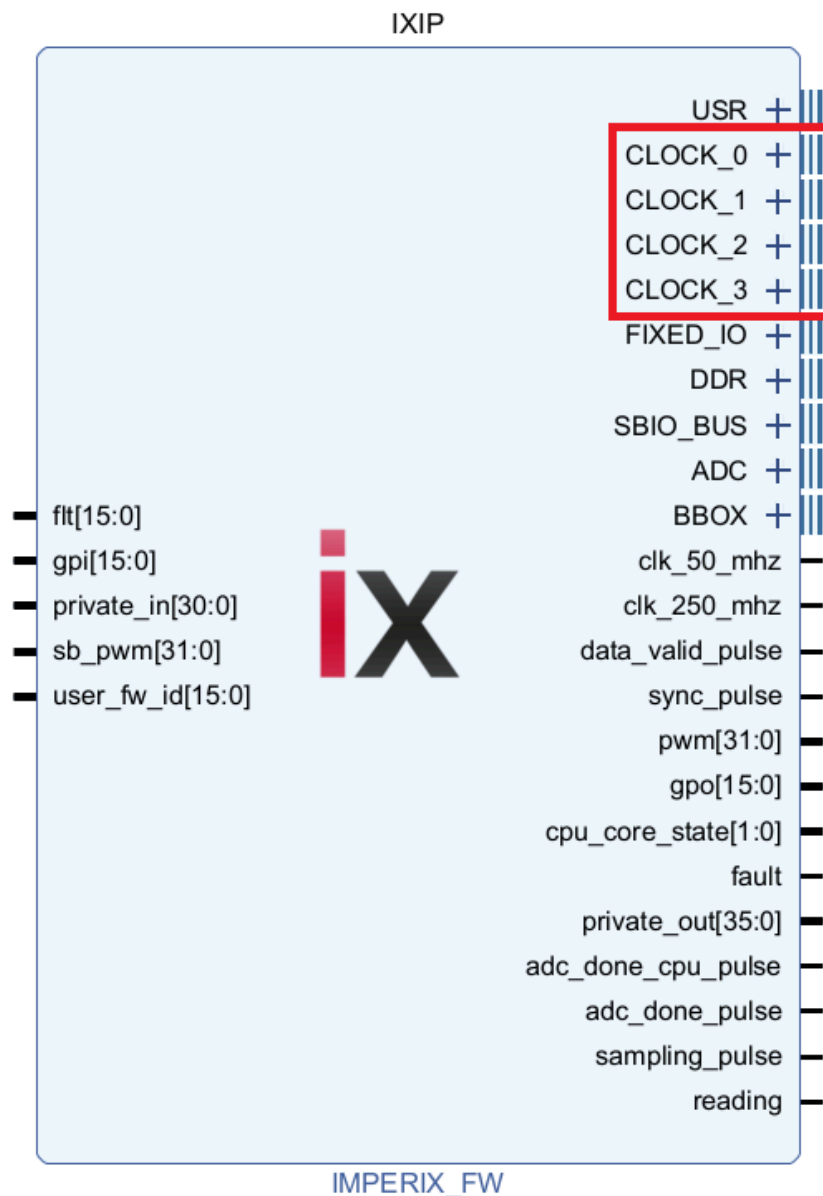 IXIP
USR
CLOCK_0
CLOCK_1
CLOCK_2
CLOCK_3
FIXED_IO
DDR
SBIO_BUS
ADC
flt[15:0]
BBOX
gpi[15:0]
clk_50_mhz
private_in[30:0]
clk_250_mhz
sb_pwm[31:0]
data_valid_pulse
user_fw_id[15:0]
sync_pulse
ix
pwm[31:0]
gpo[15:0]
cpu_core_state[1:0]
fault
private_out[35:0]
adc_done_cpu_pulse
adc_done_pulse
sampling_pulse
reading
IMPERIX_FW